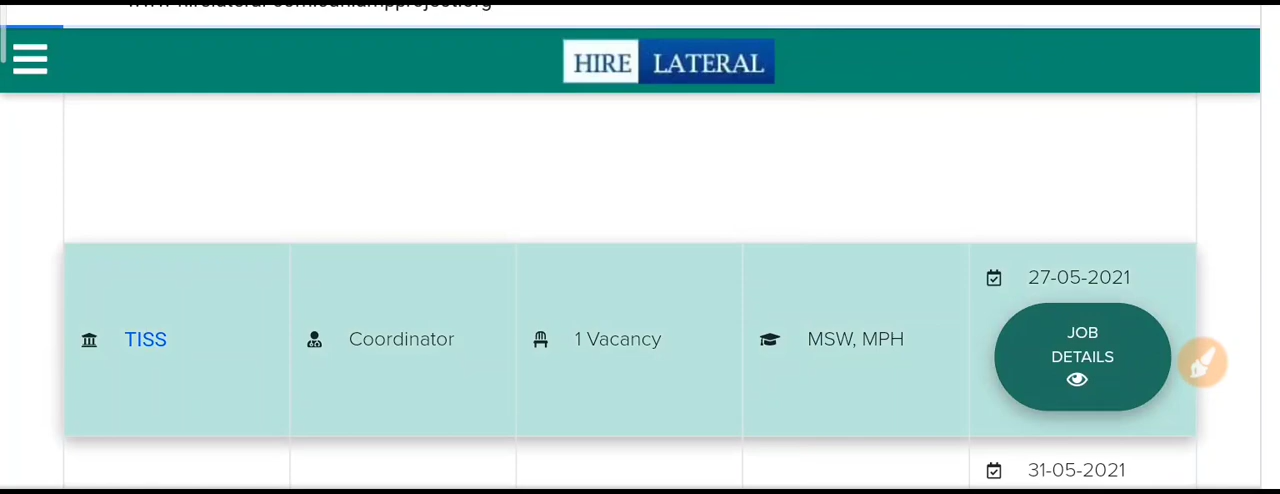 HIRE LATERAL
27-05-2021
TISS
Coordinator
1 Vacancy
MSW, MPH
JOB
DETAILS
31-05-2021